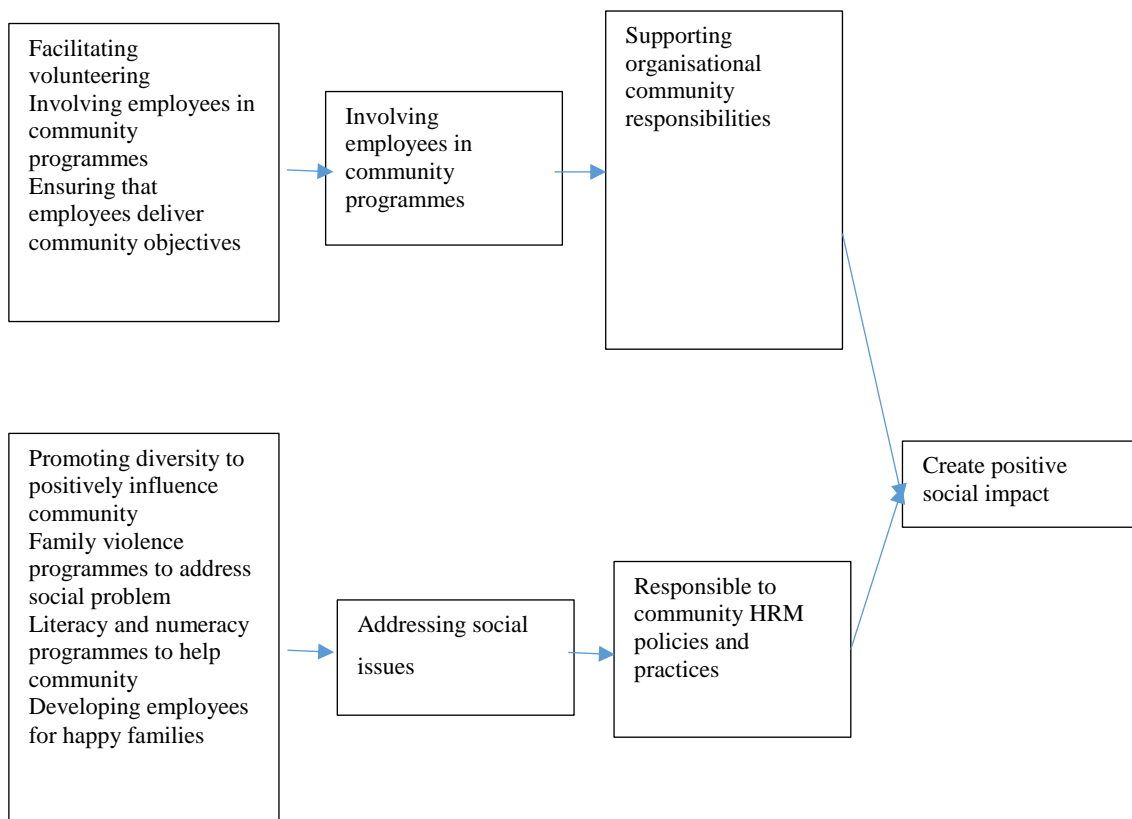 Facilitating
volunteering
Involving employees in
community
programmes
Ensuring that
employees deliver
community objectives
Involving
employees in
community
programmes
Supporting
organisational
community
responsibilities
Promoting diversity to
positively influence
community
Family violence
programmes to address
social problem
Literacy and numeracy
programmes to help
community
Developing employees
for happy families
Addressing social
issues
Responsible to
community HRM
policies and
practices
Create positive
social impact